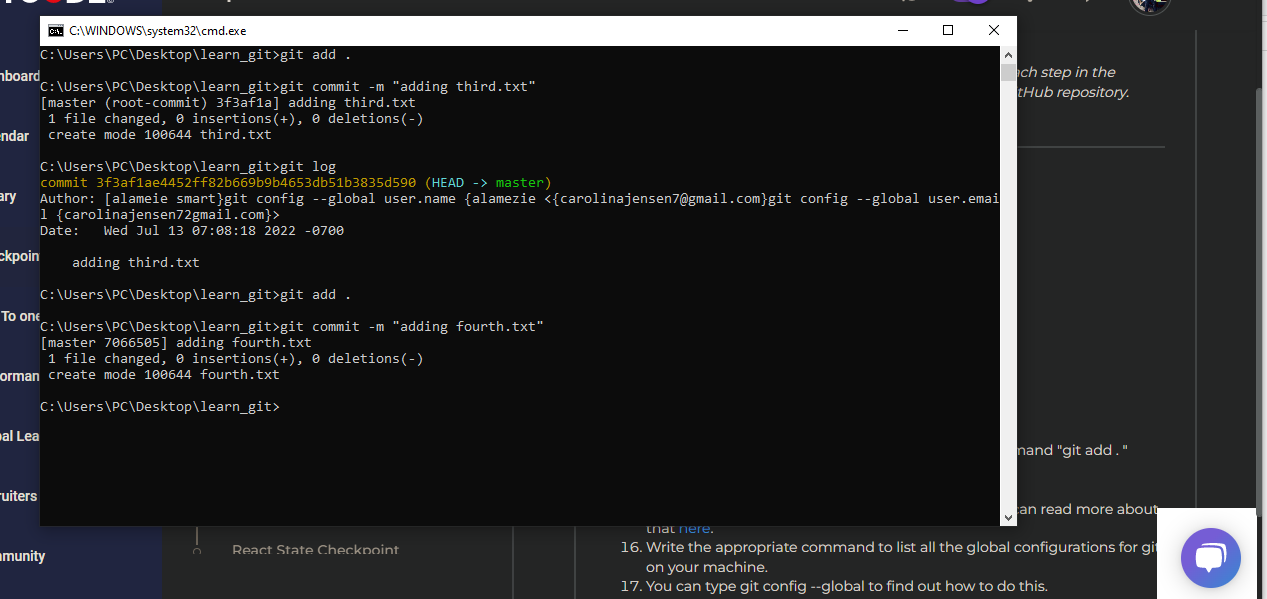 C:\WINDOWS\system32\cmd.exe
C:\Users\PC\Desktop\learn_git>git add .
C:\Users\PC\Desktop\learn_git>git commit -m "adding third.txt"
[master (root-commit) 3f3af1a] adding third.txt
1 file changed, 0 insertions(+), 0 deletions(-)
create mode 100644 third.txt
C:\Users\PC\Desktop\learn_git>git log
commit 3f3af1ae4452ff82b669b9b4653db51b3835d590 (HEAD -> master)
Author: [alameie smart}git config --global user.name {alamezie <{carolinajensen7@gmail.com}git config --global user.emai
l {carolinajensen72gmail.com}>
Date:   Wed Jul 13 07:08:18 2022 -0700
adding third.txt
C:\Users\PC\Desktop\learn_git>git add .
C:\Users\PC\Desktop\learn_git>git commit -m "adding fourth.txt"
[master 7066505] adding fourth.txt
1 file changed, 0 insertions(+), 0 deletions(-)
create mode 100644 fourth.txt
C:\Users\PC\Desktop\learn_git>
nboard
endar
ary
ckpoin
To one
orman
bal Lea
ruiters
munity
ach step in the
tHub repository.
mand "git add . "
can read more about
that here.
16. Write the appropriate command to list all the global configurations for git
on your machine.
17. You can type git config --global to find out how to do this.
React State Checkpoint